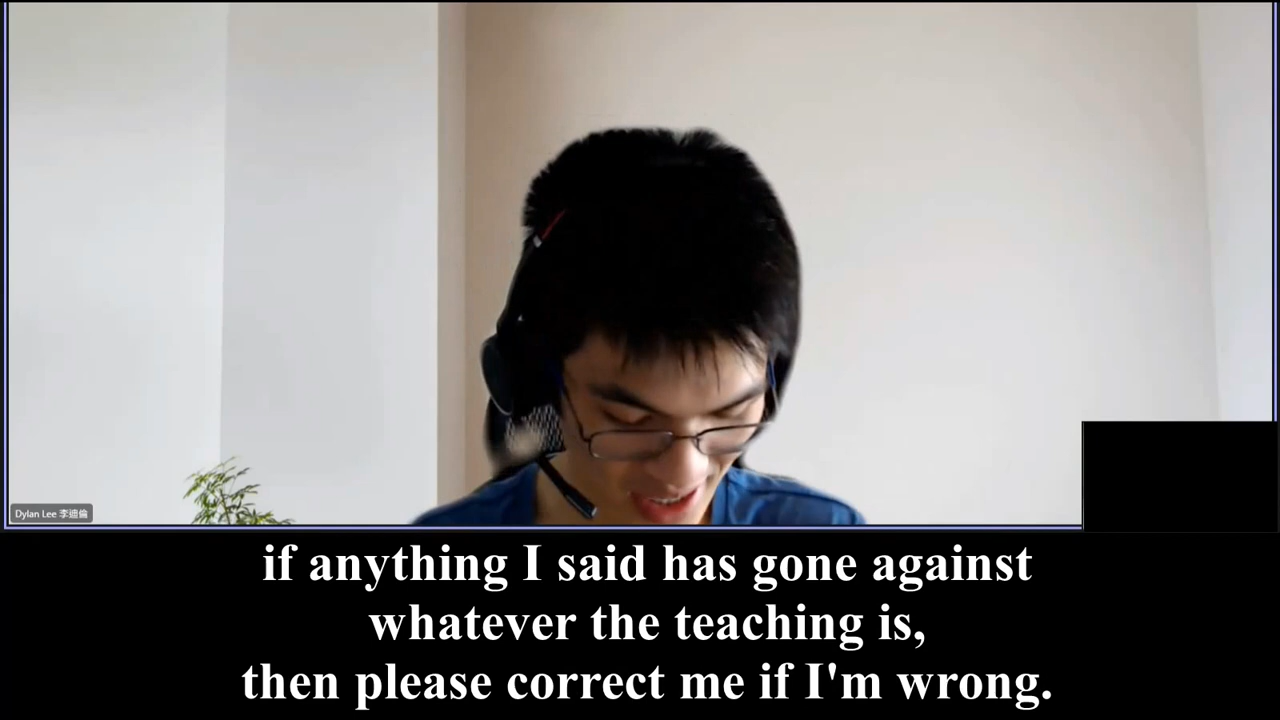 Dylan Lee 李迪倫
if anything I said has gone against
whatever the teaching is,
then please correct me if I'm wrong.